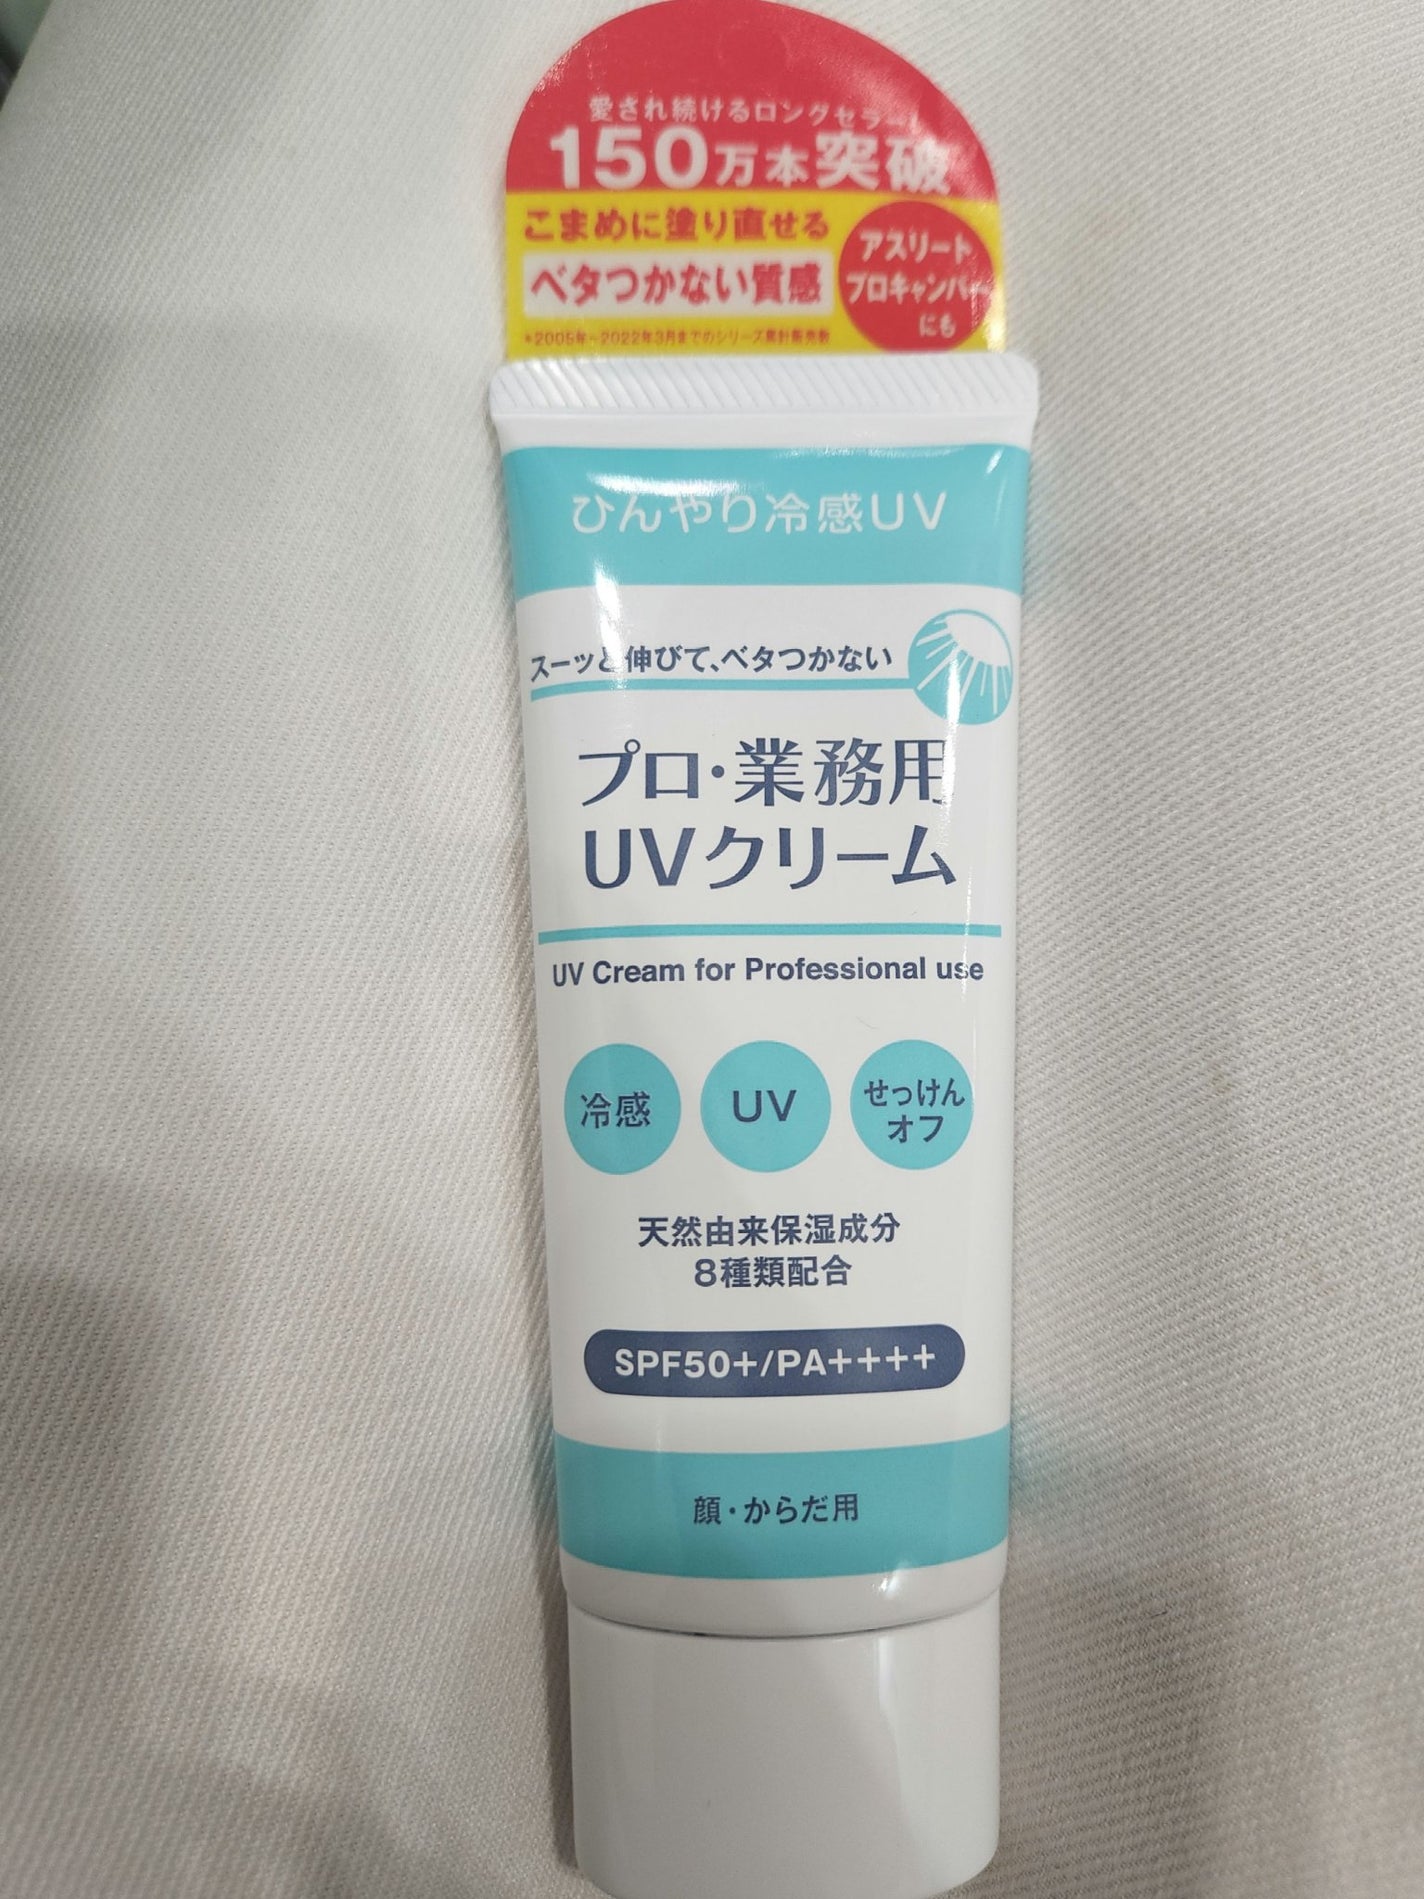 愛され続けるロングセラー!
150万本突破
こまめに塗り直せる
ベタつかない質感
アスリート
プロキャンパー
にも
*2005年~2022年3月までのシリーズ累計販売数
ひんやり冷感UV
スーッと伸びて、ベタつかない
プロ・業務用
UVクリーム
UV Cream for Professional use
冷感
UV
せっけん
オフ
天然由来保湿成分
8種類配合
SPF50+/PA++++
顔・からだ用